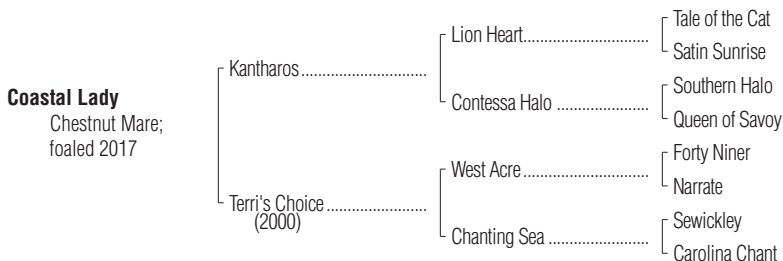 Tale of the Cat
Lion Heart
Satin Sunrise
Kantharos
Southern Halo
Contessa Halo
Queen of Savoy
Coastal Lady
Chestnut Mare;
foaled 2017
Forty Niner
West Acre
Narrate
Terri's Choice
(2000)
Sewickley
Chanting Sea
Carolina Chant